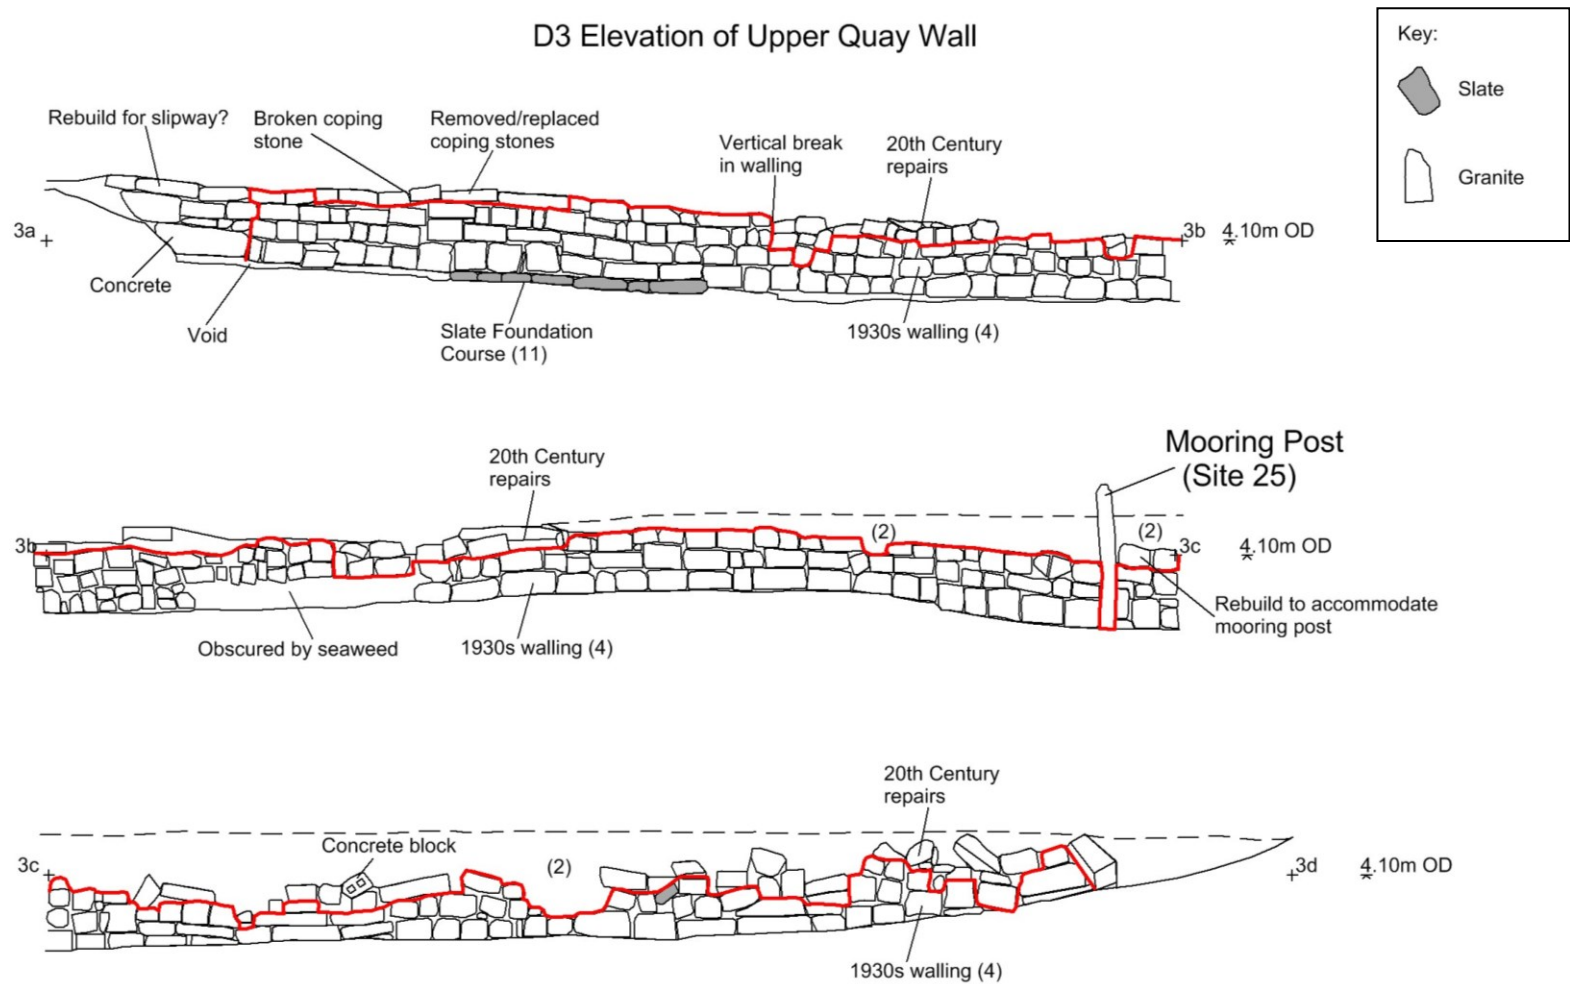 D3 Elevation of Upper Quay Wall
Key:
Slate
Granite
Rebuild for slipway?
Broken coping
stone
Removed/replaced
coping stones
Vertical break
in walling
20th Century
repairs
3a
3b
4.10m OD
Concrete
Void
Slate Foundation
Course (11)
1930s walling (4)
20th Century
repairs
Mooring Post
(Site 25)
3b
(2)
(2)
3c
4.10m OD
Obscured by seaweed
1930s walling (4)
Rebuild to accommodate
mooring post
20th Century
repairs
3c
Concrete block
(2)
3d
4.10m OD
1930s walling (4)